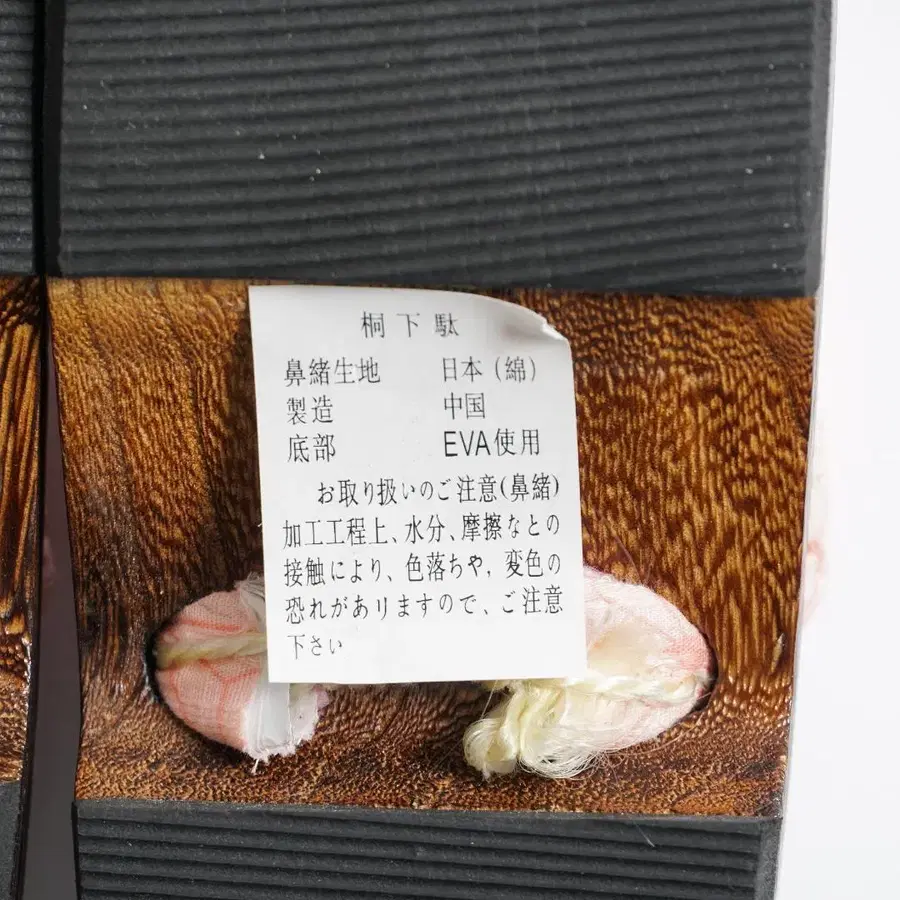 桐下駄
鼻緒生地 日本（綿）
製造 中国
底部 EVA使用
お取り扱いのご注意(鼻緒)
加工工程上、水分、摩擦などの
接触により、色落ちや，変色の
恐れがありますので、ご注意
下さい